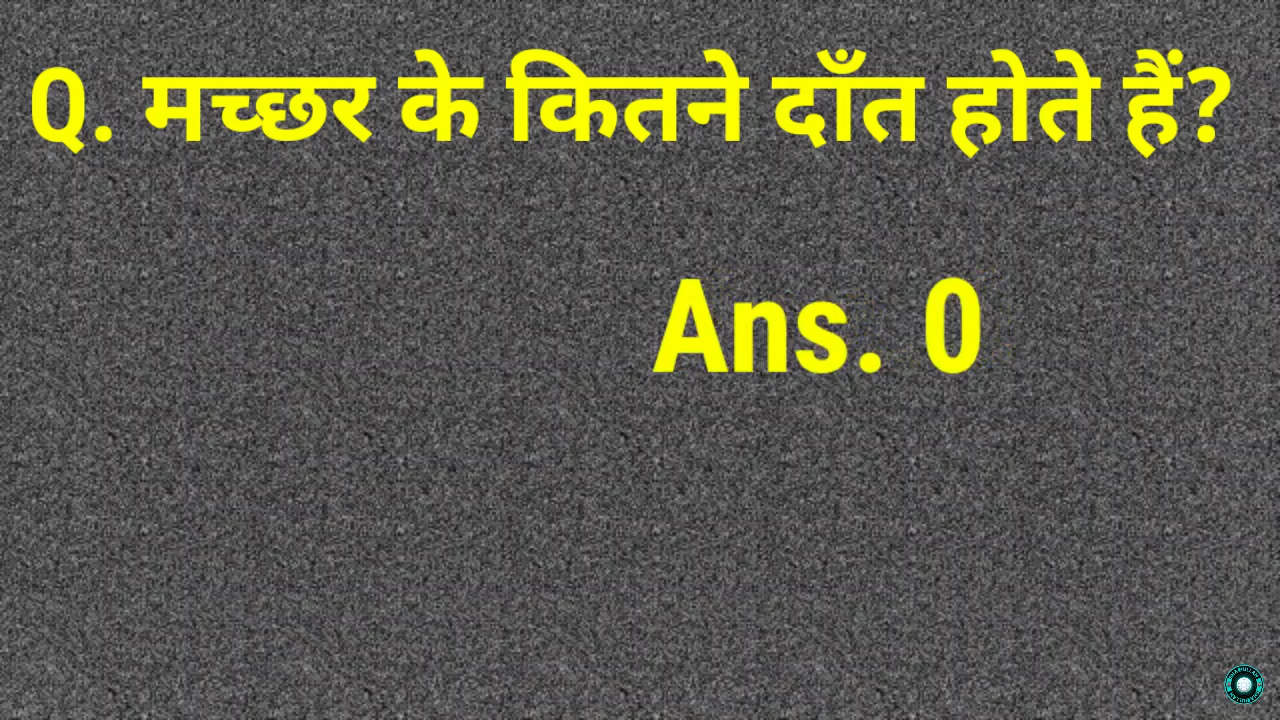 Q. मच्छर के कितने दाँत होते हैं?
Ans. 0